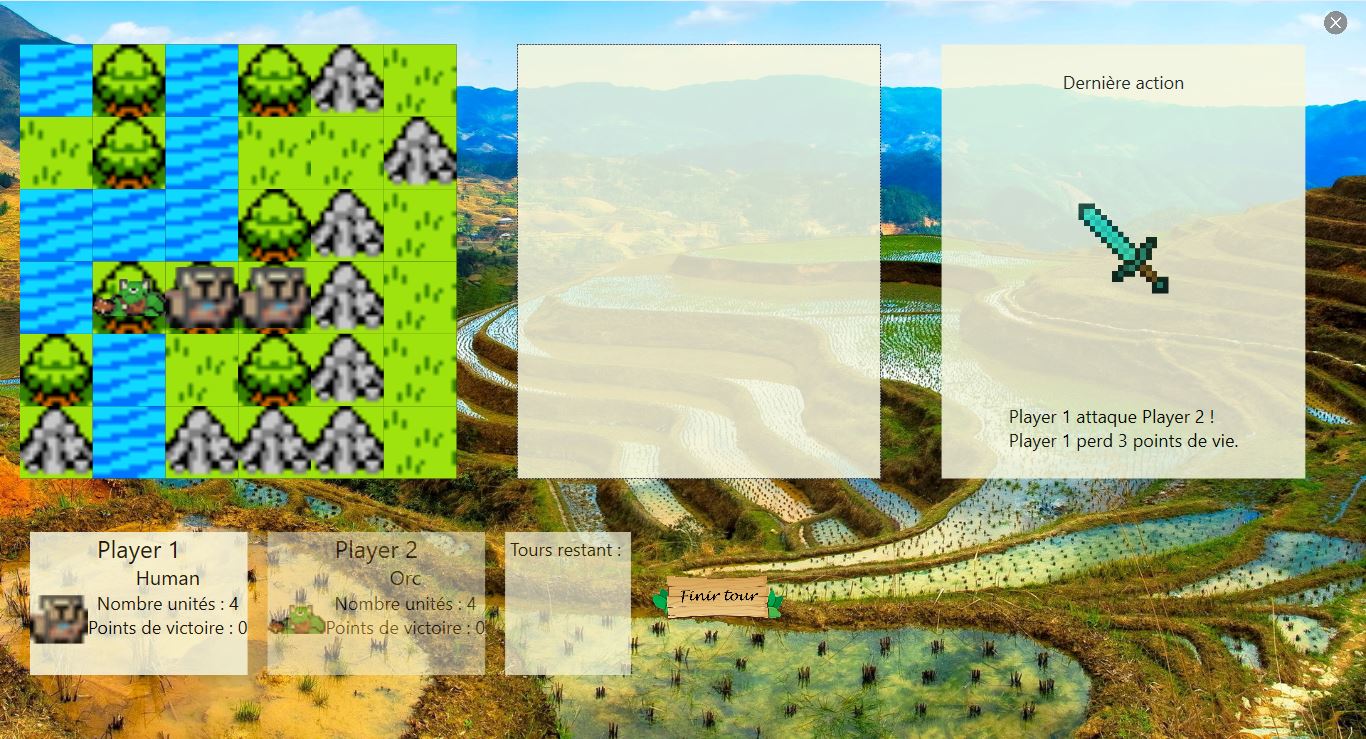 Dernière action
Player 1 attaque Player 2 !
Player 1 perd 3 points de vie.
Player 1
Human
Nombre unités : 4
Points de victoire : 0
Player 2
Orc
Nombre unités : 4
Points de victoire : 0
Tours restant :
Finir tour